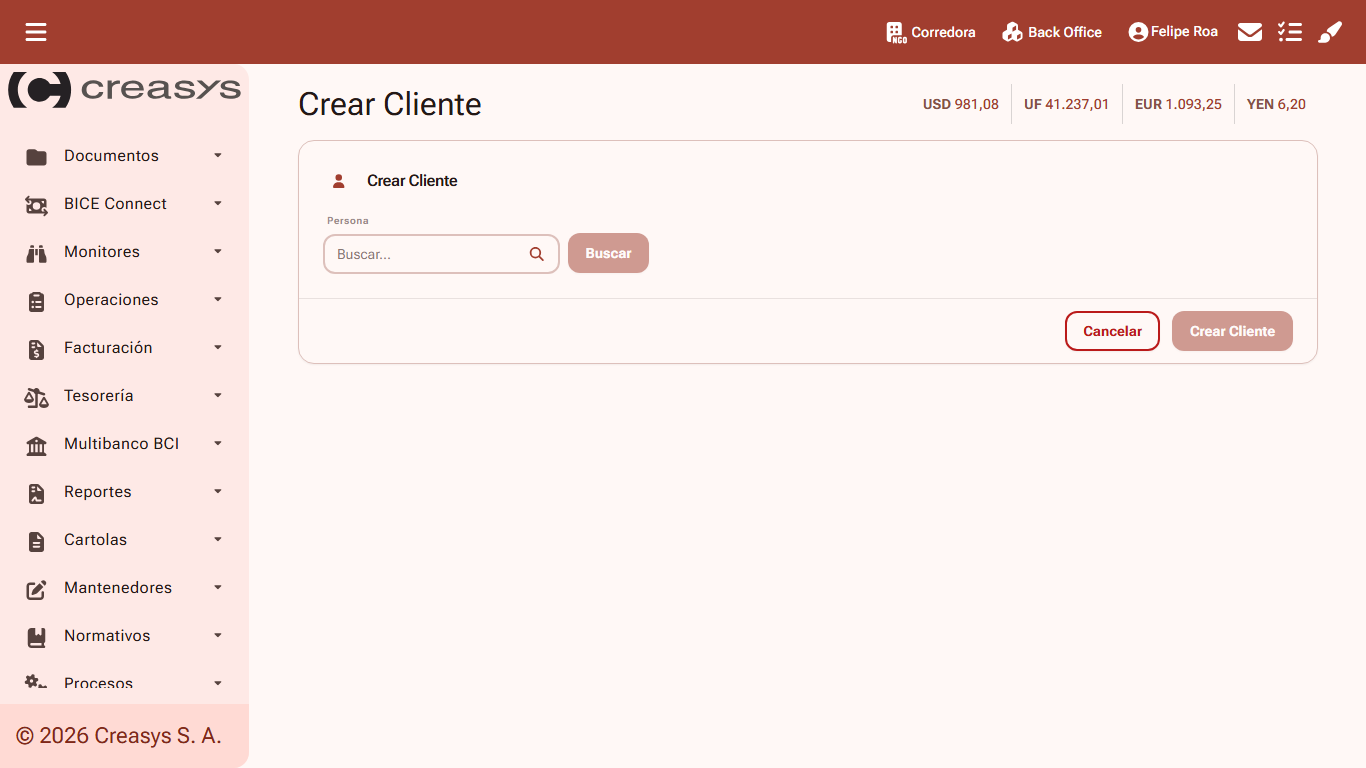 NGO
Corredora
Back Office
Felipe Roa
creasys
Crear Cliente
USD 981,08
UF 41.237,01
EUR 1.093,25
YEN 6,20
Documentos
BICE Connect
Monitores
Operaciones
Facturación
Tesorería
Multibanco BCI
Reportes
Cartolas
Mantenedores
Normativos
Procesos
© 2026 Creasys S. A.
Crear Cliente
Persona
Buscar...
Buscar
Cancelar
Crear Cliente